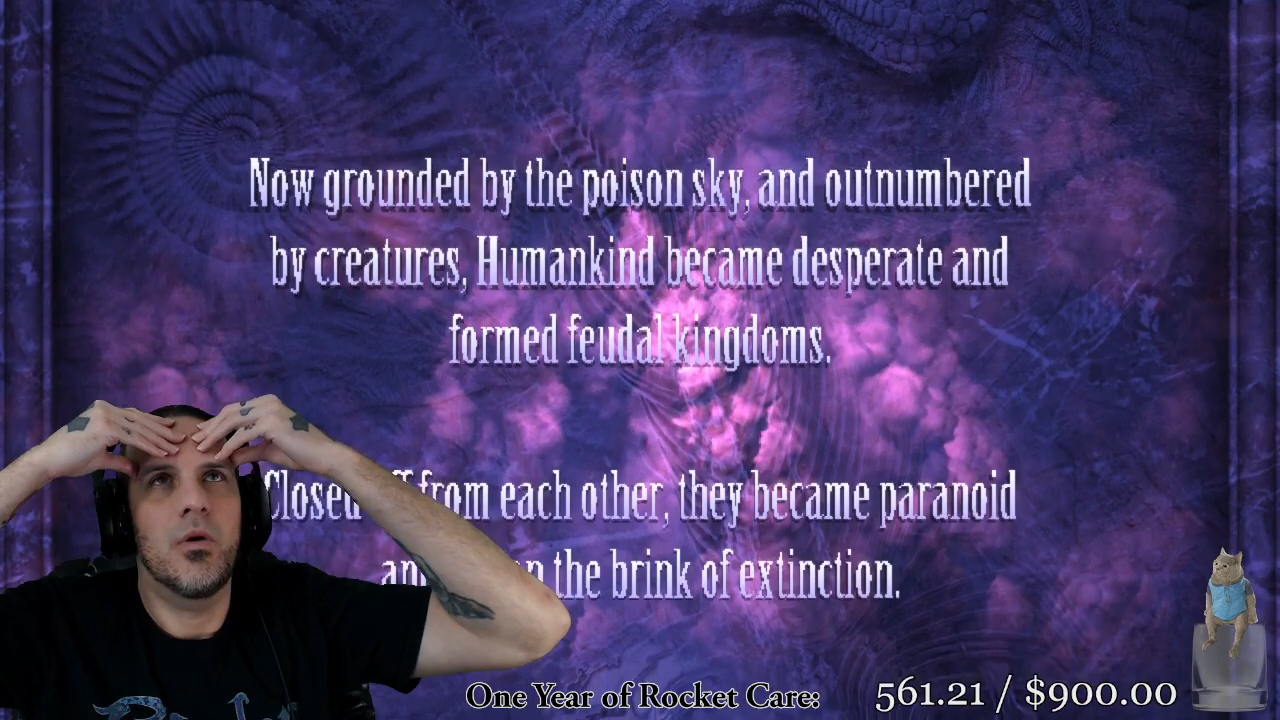 Now grounded by the poison sky, and outnumbered
by creatures, Humankind became desperate and
formed feudal kingdoms.
Closed from each other, they became paranoid
the brink of extinction.
One Year of Rocket Care: 561.21 / $900.00